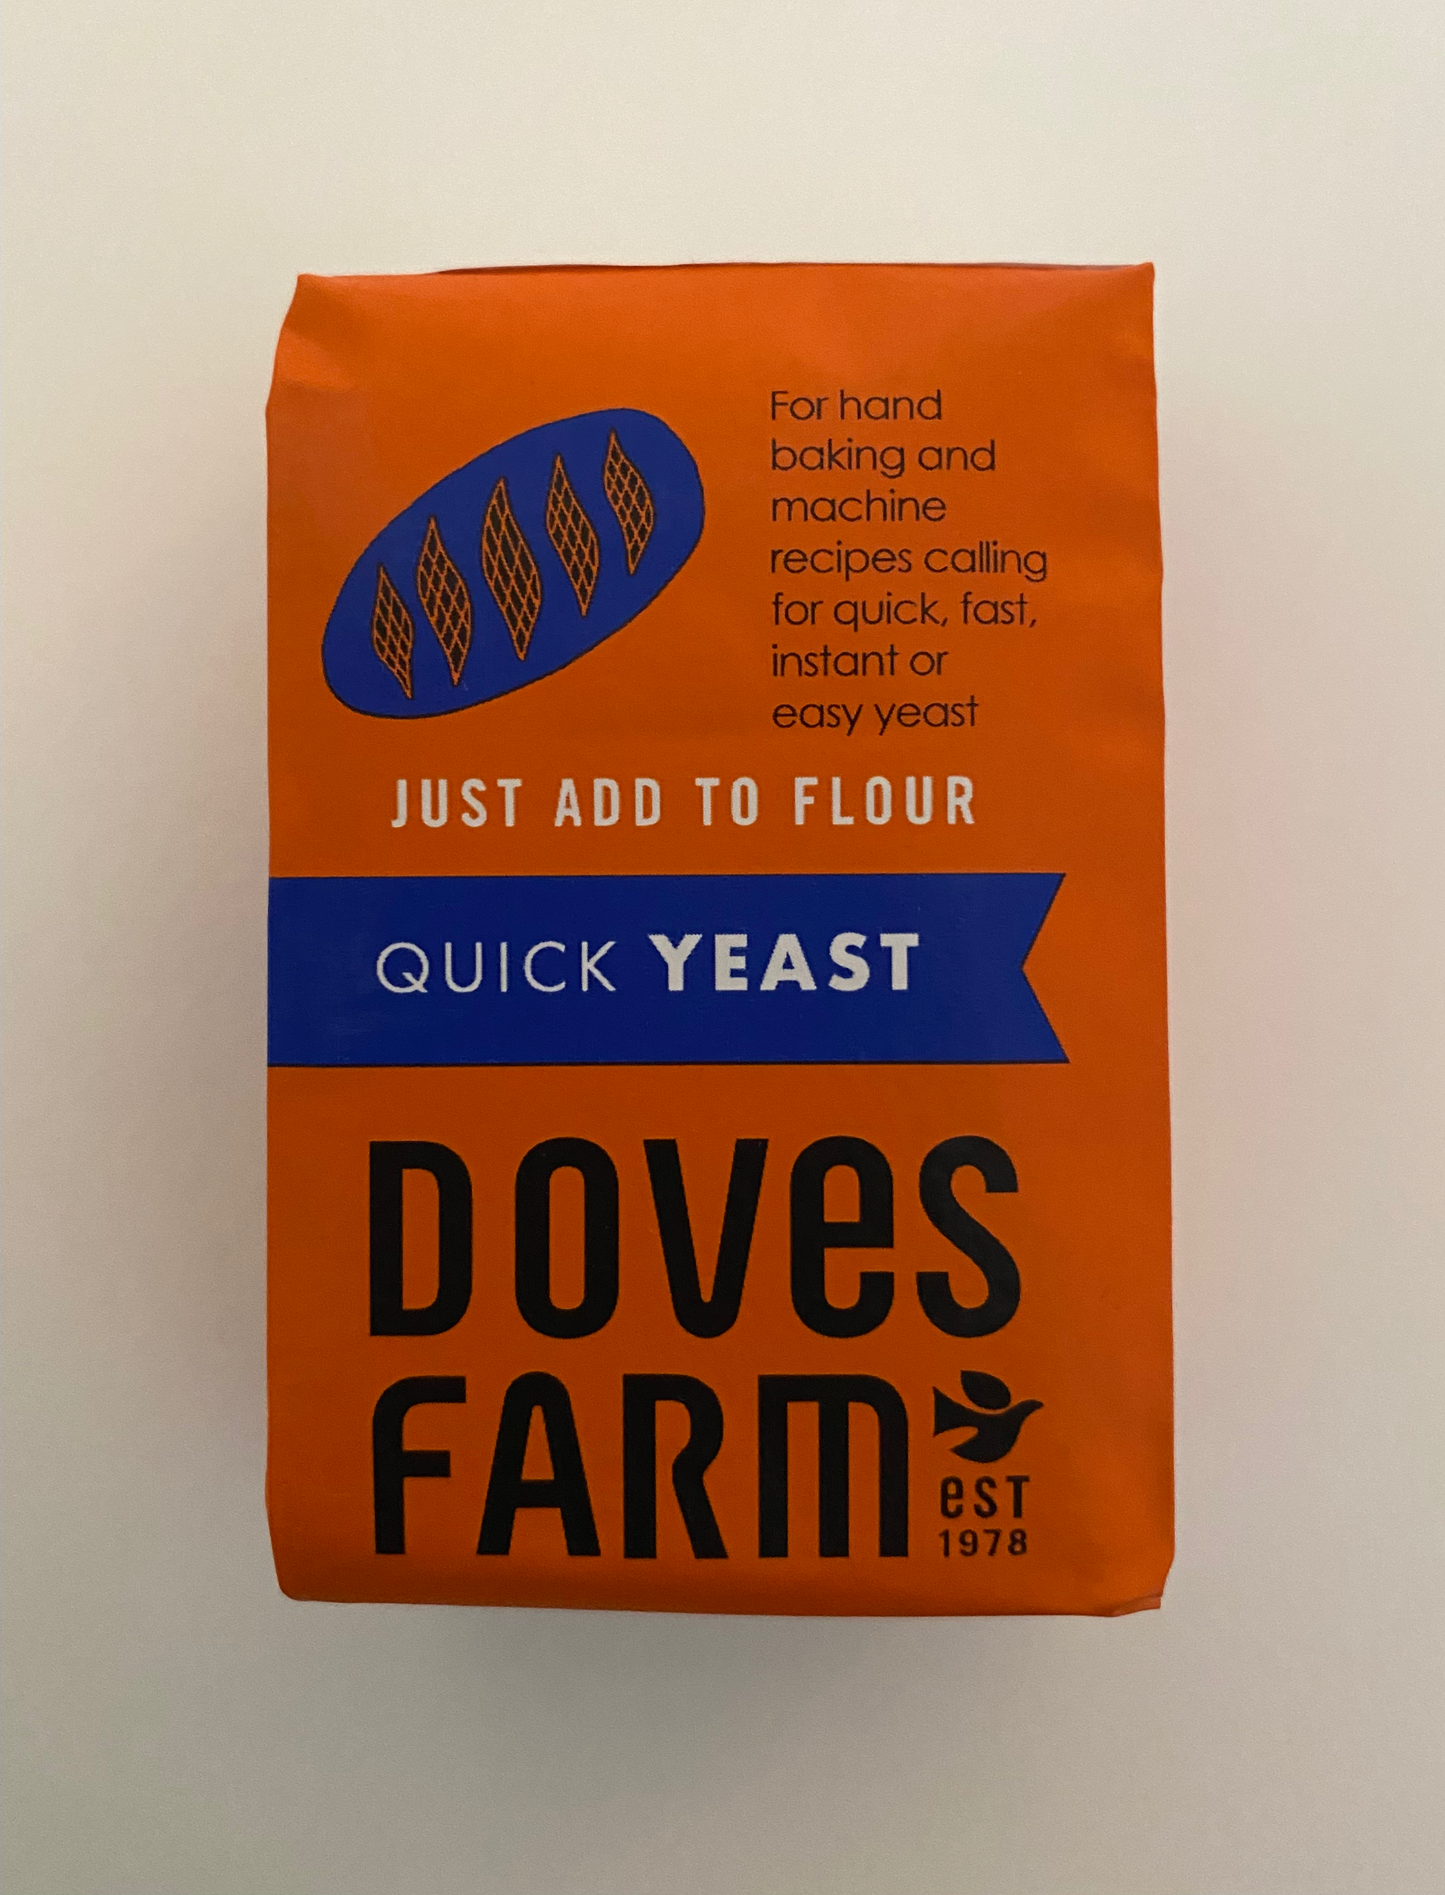 For hand
baking and
machine
recipes calling
for quick, fast,
instant or
easy yeast
JUST ADD TO FLOUR
QUICK YEAST
DOVeS
FARM
eST
1978